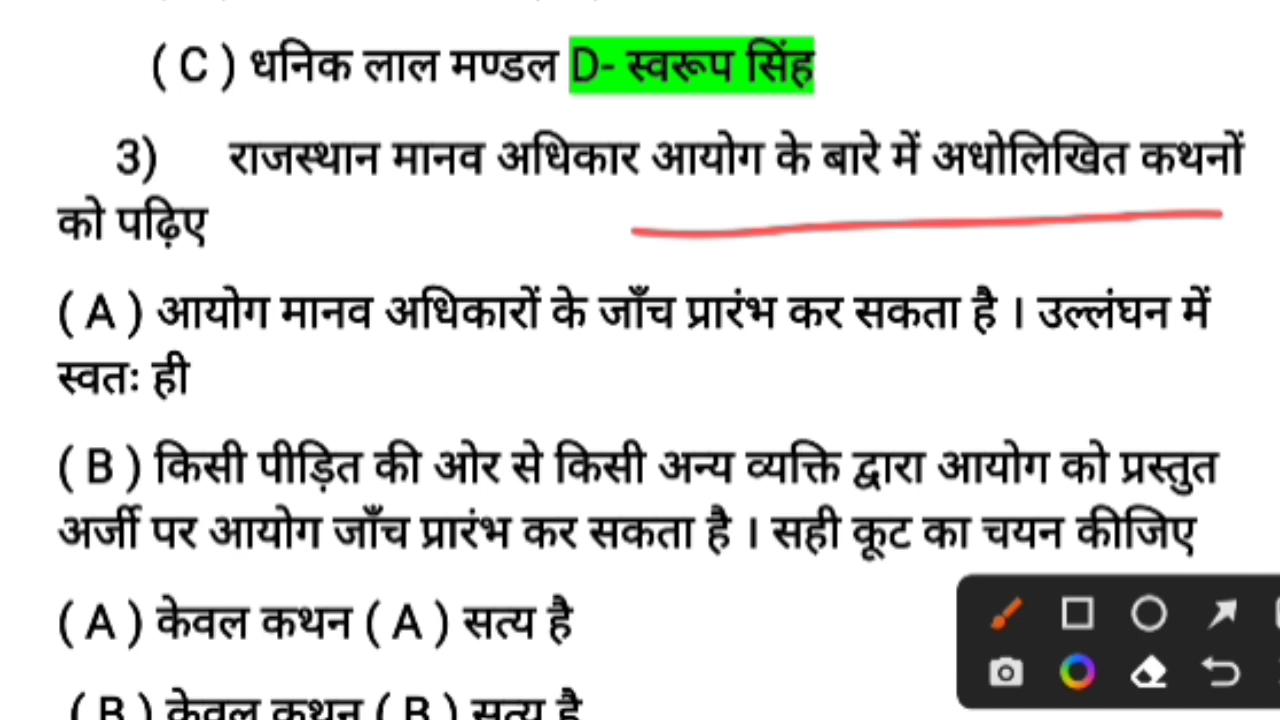 ( C ) धनिक लाल मण्डल D- स्वरूप सिंह
3) राजस्थान मानव अधिकार आयोग के बारे में अधोलिखित कथनों
को पढ़िए
( A ) आयोग मानव अधिकारों के जाँच प्रारंभ कर सकता है । उल्लंघन में
स्वतः ही
( B ) किसी पीड़ित की ओर से किसी अन्य व्यक्ति द्वारा आयोग को प्रस्तुत
अर्जी पर आयोग जाँच प्रारंभ कर सकता है । सही कूट का चयन कीजिए
( A ) केवल कथन ( A ) सत्य है
( B ) केवल कथन ( B ) सत्य है